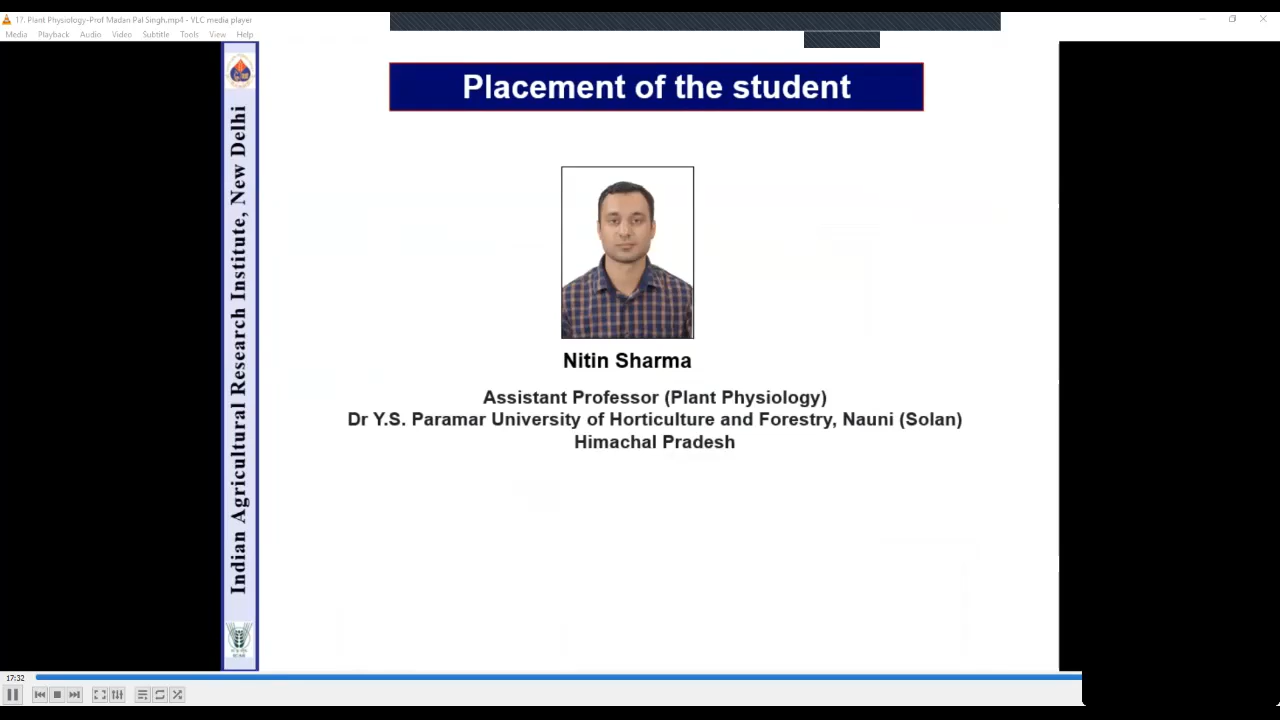 17. Plant Physiology-Prof Madan Pal Singh.mp4 - VLC media player
Media Playback Audio Video Subtitle Tools View Help
Indian Agricultural Research Institute, New Delhi
Placement of the student
Nitin Sharma
Assistant Professor (Plant Physiology)
Dr Y.S. Paramar University of Horticulture and Forestry, Nauni (Solan)
Himachal Pradesh
17:32